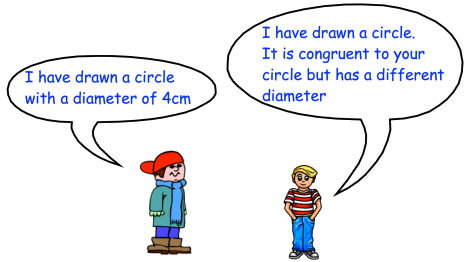 I have drawn a circle
with a diameter of 4cm
I have drawn a circle.
It is congruent to your
circle but has a different
diameter